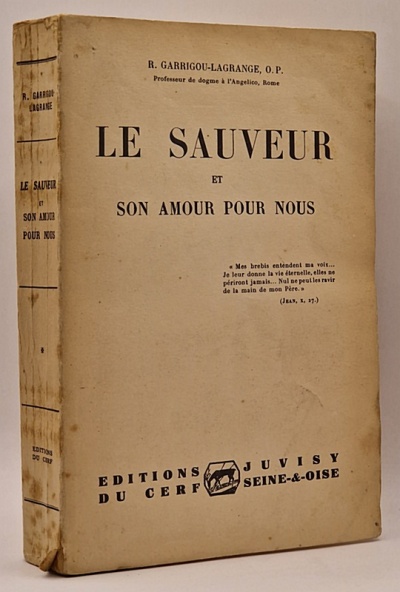 R. GARRIGOU-LAGRANGE, O. P.
Professeur de dogme à l'Angelico, Rome
LE SAUVEUR
ET
SON AMOUR POUR NOUS
« Mes brebis entendent ma voix...
Je leur donne la vie éternelle, elles ne
périront jamais... Nul ne peut les ravir
de la main de mon Père. »
(JEAN, X, 27.)
EDITIONS JUVISY
DU CERF SEINE-&-OISE
R. GARRIGOU-
LAGRANGE
*
LE SAUVEUR
ET
SON AMOUR
POUR NOUS
*
EDITIONS
DU CERF